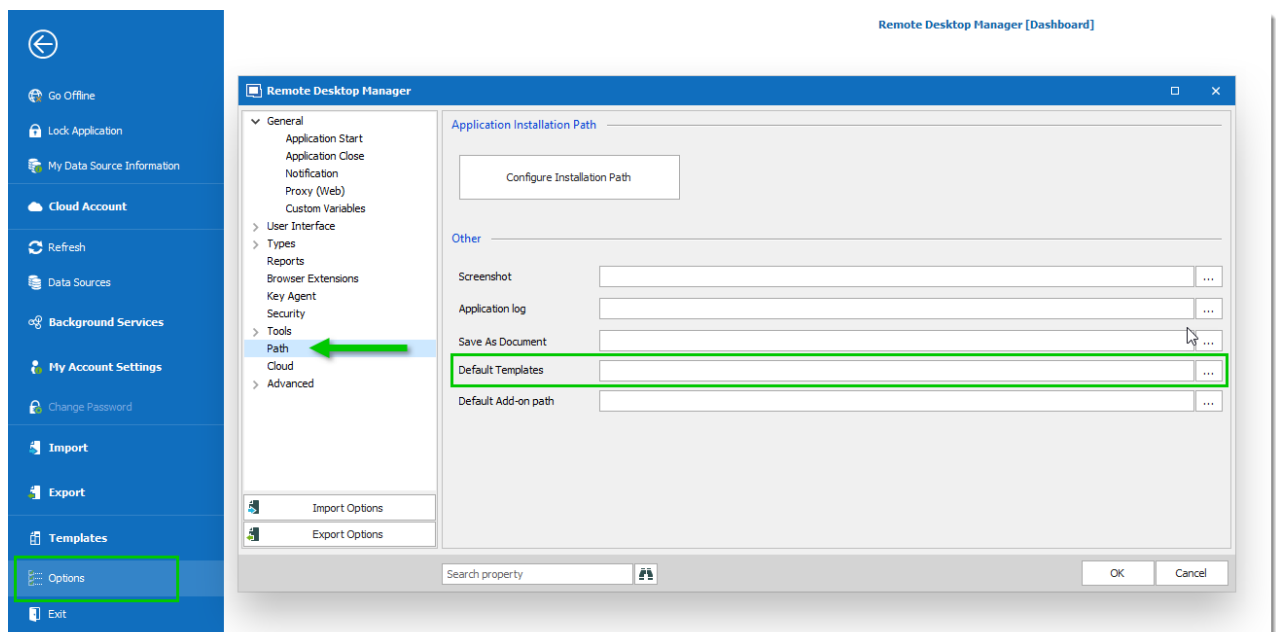 Remote Desktop Manager [Dashboard]
Go Offline
Lock Application
My Data Source Information
Cloud Account
Refresh
Data Sources
Background Services
My Account Settings
Change Password
Import
Export
Templates
Options
Exit
Remote Desktop Manager
General
Application Start
Application Close
Notification
Proxy (Web)
Custom Variables
User Interface
Types
Reports
Browser Extensions
Key Agent
Security
Tools
Path
Cloud
Advanced
Import Options
Export Options
Application Installation Path
Configure Installation Path
Other
Screenshot
...
Application log
...
Save As Document
...
Default Templates
...
Default Add-on path
...
Search property
OK
Cancel